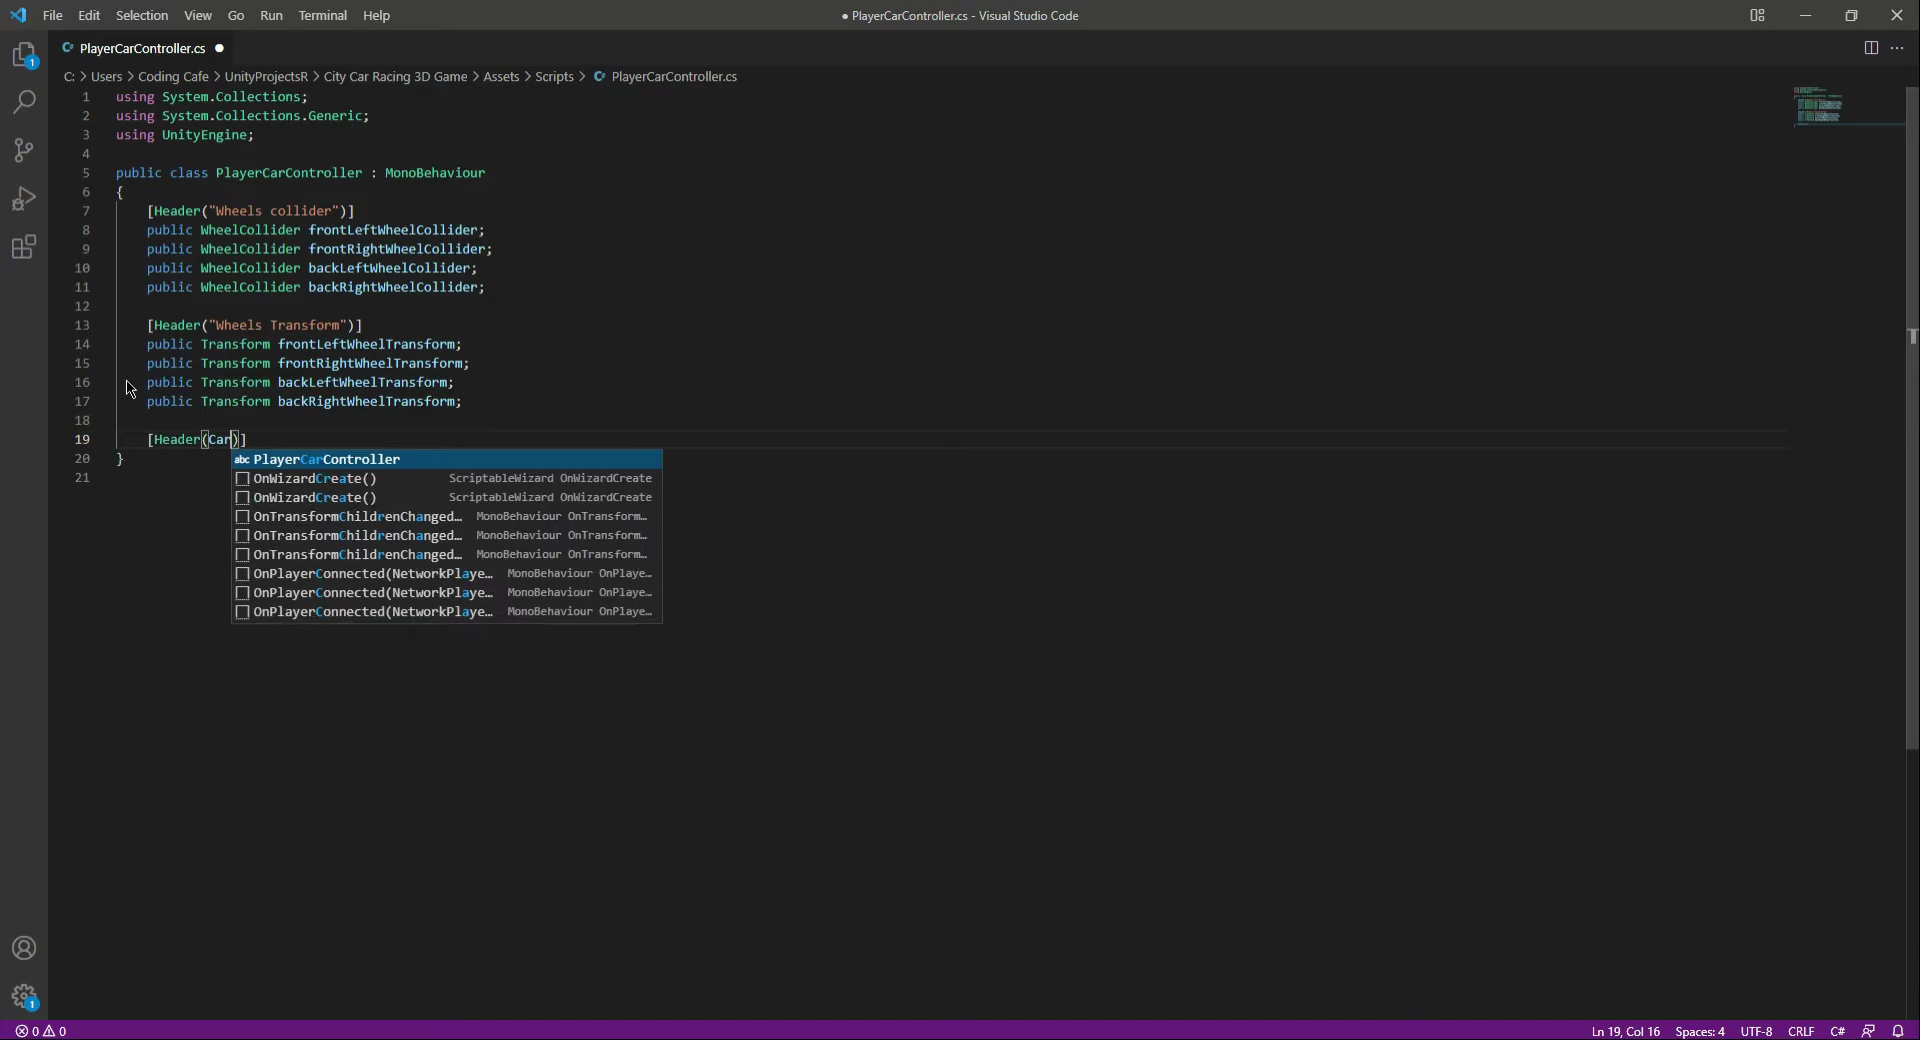 File Edit Selection View Go Run Terminal Help
● PlayerCarController.cs - Visual Studio Code
PlayerCarController.cs ●
C: > Users > Coding Cafe > UnityProjectsR > City Car Racing 3D Game > Assets > Scripts > PlayerCarController.cs
1 using System.Collections;
2 using System.Collections.Generic;
3 using UnityEngine;
4
5 public class PlayerCarController : MonoBehaviour
6 {
7 [Header("Wheels collider")]
8 public WheelCollider frontLeftWheelCollider;
9 public WheelCollider frontRightWheelCollider;
10 public WheelCollider backLeftWheelCollider;
11 public WheelCollider backRightWheelCollider;
12
13 [Header("Wheels Transform")]
14 public Transform frontLeftWheelTransform;
15 public Transform frontRightWheelTransform;
16 public Transform backLeftWheelTransform;
17 public Transform backRightWheelTransform;
18
19 [Header(Car)]
20 }
21
abc PlayerCarController
OnWizardCreate() ScriptableWizard OnWizardCreate
OnWizardCreate() ScriptableWizard OnWizardCreate
OnTransformChildrenChanged… MonoBehaviour OnTransform…
OnTransformChildrenChanged… MonoBehaviour OnTransform…
OnTransformChildrenChanged… MonoBehaviour OnTransform…
OnPlayerConnected(NetworkPlaye… MonoBehaviour OnPlaye…
OnPlayerConnected(NetworkPlaye… MonoBehaviour OnPlaye…
OnPlayerConnected(NetworkPlaye… MonoBehaviour OnPlaye…
1
1
0 0
Ln 19, Col 16 Spaces: 4 UTF-8 CRLF C#